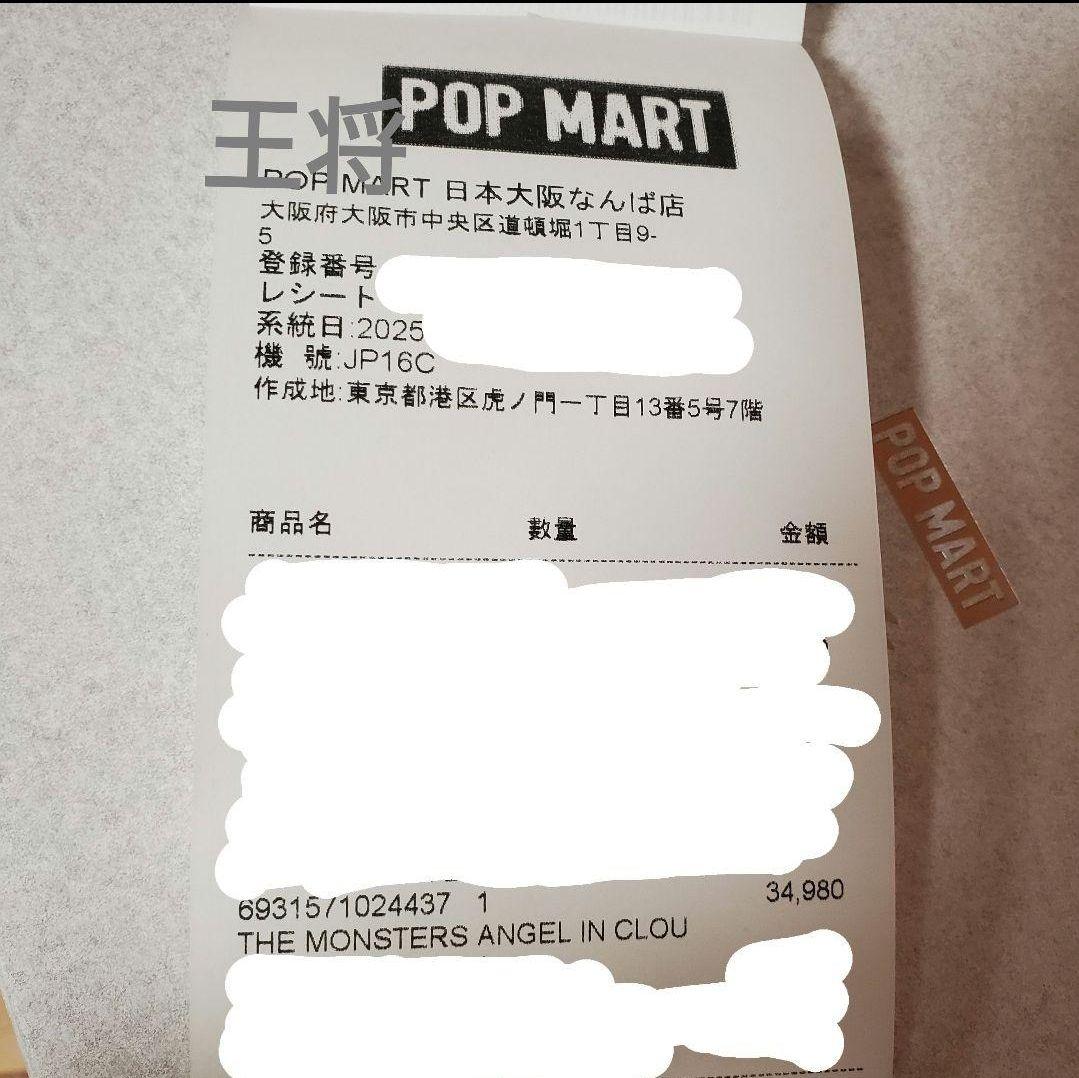 王将
POP MART
POP MART 日本大阪なんば店
大阪府大阪市中央区道頓堀1丁目9-
5
登録番号
レシート
系統日:2025
機 號:JP16C
作成地:東京都港区虎ノ門一丁目13番5号7階
POP MART
商品名 數量 金額
6931571024437 1 34,980
THE MONSTERS ANGEL IN CLOU